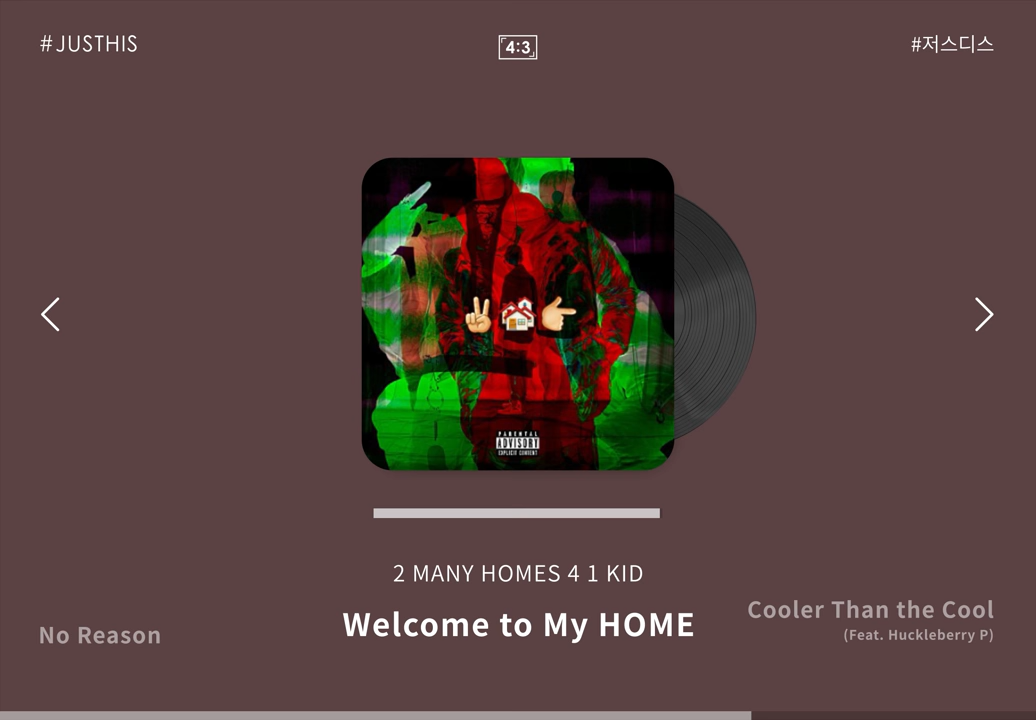 #JUSTHIS
4:3
#저스디스
PARENTAL
ADVISORY
EXPLICIT CONTENT
2 MANY HOMES 4 1 KID
Welcome to My HOME
No Reason
Cooler Than the Cool
(Feat. Huckleberry P)